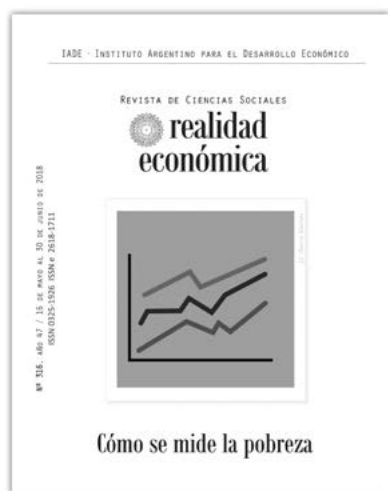 IADE · INSTITUTO ARGENTINO PARA EL DESARROLLO ECONÓMICO
REVISTA DE CIENCIAS SOCIALES
realidad
económica
Nº 316. AÑO 47 / 16 DE MAYO AL 30 DE JUNIO DE 2018
ISSN 0325-1926 ISSN e 2618-1711
Cómo se mide la pobreza